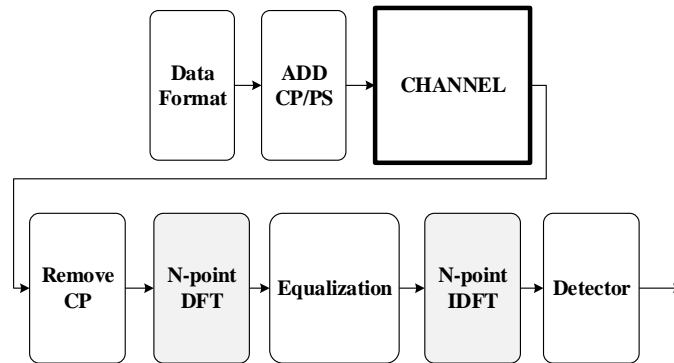 Data
Format
ADD
CP/PS
CHANNEL
Remove
CP
N-point
DFT
Equalization
N-point
IDFT
Detector